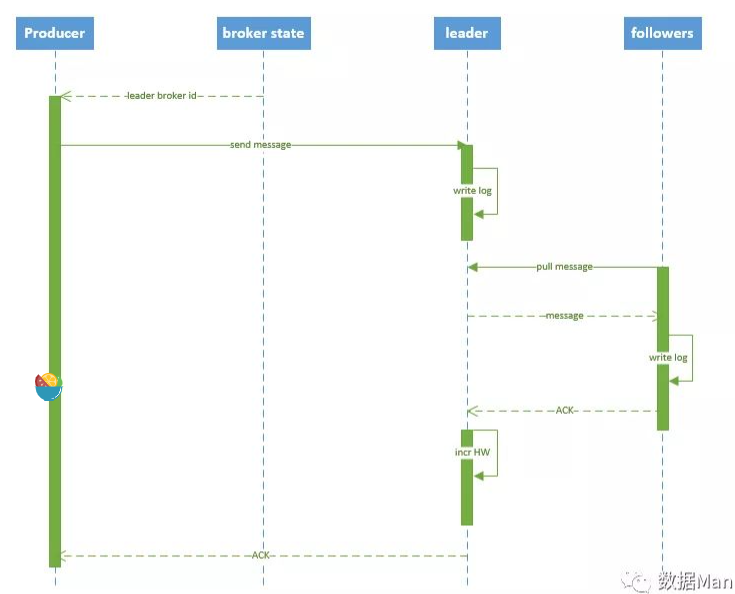 Producer
broker state
leader
followers
leader broker id
send message
write log
pull message
message
write log
ACK
incr HW
ACK
数据Man